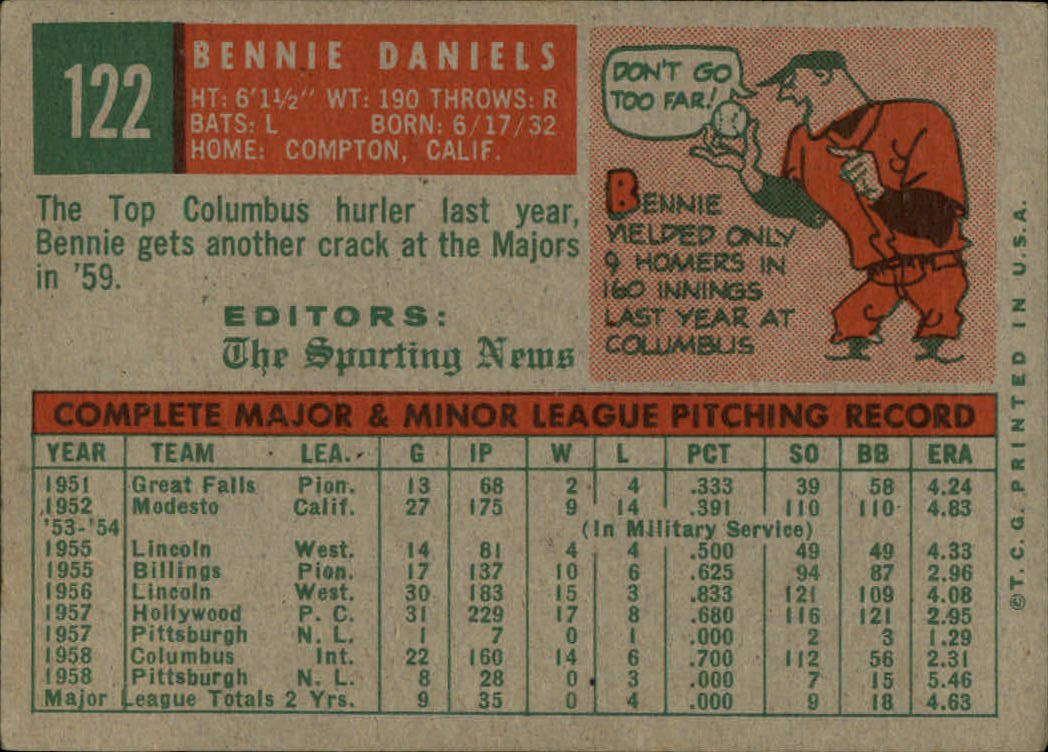 122
BENNIE DANIELS
HT: 6'1½" WT: 190 THROWS: R
BATS: L BORN: 6/17/32
HOME: COMPTON, CALIF.
The Top Columbus hurler last year,
Bennie gets another crack at the Majors
in '59.
EDITORS:
The Sporting News
DON'T GO
TOO FAR!
BENNIE
YIELDED ONLY
9 HOMERS IN
160 INNINGS
LAST YEAR AT
COLUMBUS
COMPLETE MAJOR & MINOR LEAGUE PITCHING RECORD
YEAR TEAM LEA. G IP W L PCT SO BB ERA
1951 Great Falls Pion. 13 68 2 4 .333 39 58 4.24
1952 Modesto Calif. 27 175 9 14 .391 110 110 4.83
'53-'54 (In Military Service)
1955 Lincoln West. 14 81 4 4 .500 49 49 4.33
1955 Billings Pion. 17 137 10 6 .625 94 87 2.96
1956 Lincoln West. 30 183 15 3 .833 121 109 4.08
1957 Hollywood P. C. 31 229 17 8 .680 116 121 2.95
1957 Pittsburgh N. L. 1 7 0 1 .000 2 3 1.29
1958 Columbus Int. 22 160 14 6 .700 112 56 2.31
1958 Pittsburgh N. L. 8 28 0 3 .000 7 15 5.46
Major League Totals 2 Yrs. 9 35 0 4 .000 9 18 4.63
© T. C. G. PRINTED IN U.S.A.